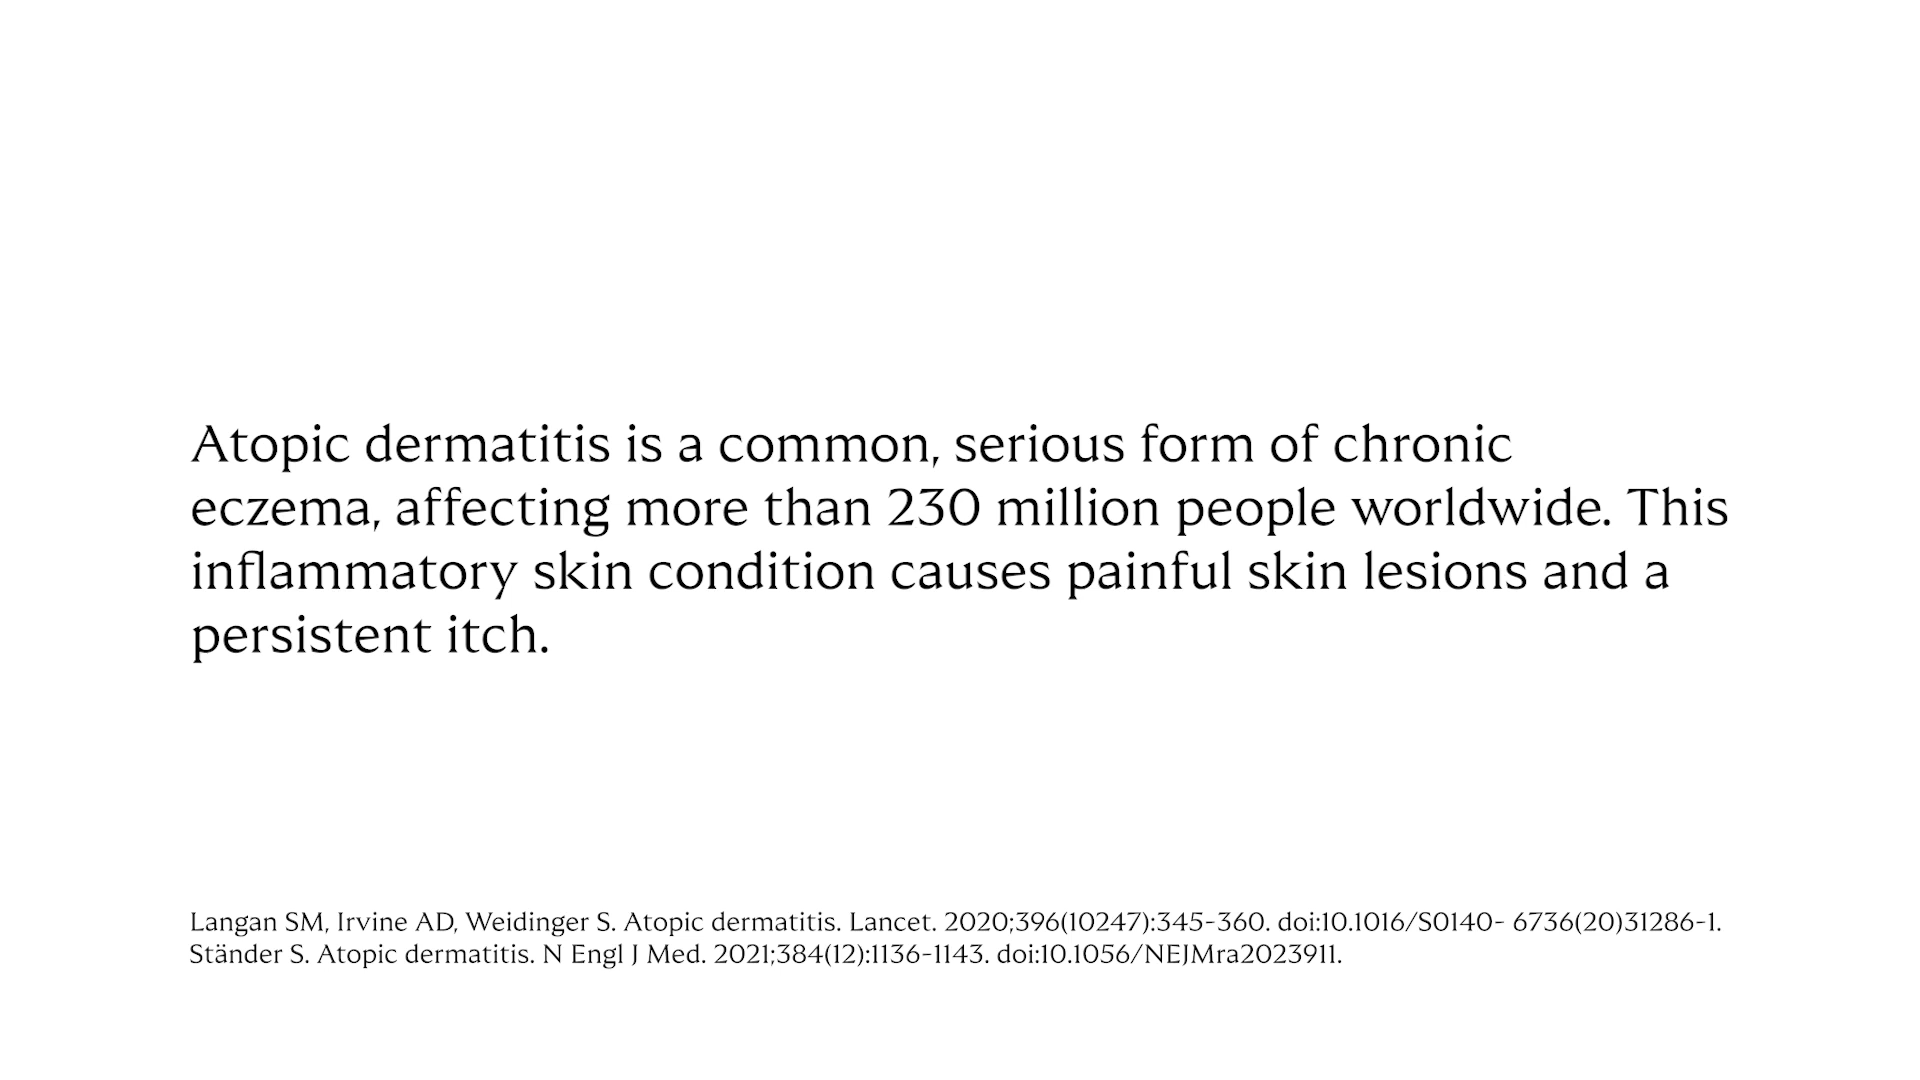 Atopic dermatitis is a common, serious form of chronic
eczema, affecting more than 230 million people worldwide. This
inflammatory skin condition causes painful skin lesions and a
persistent itch.
Langan SM, Irvine AD, Weidinger S. Atopic dermatitis. Lancet. 2020;396(10247):345-360. doi:10.1016/S0140- 6736(20)31286-1.
Ständer S. Atopic dermatitis. N Engl J Med. 2021;384(12):1136-1143. doi:10.1056/NEJMra2023911.